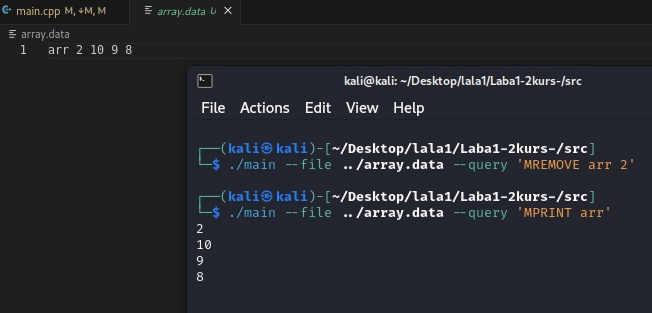 main.cpp M, ↓M, M array.data U ×
array.data
1 arr 2 10 9 8
kali@kali: ~/Desktop/lala1/Laba1-2kurs-/src
File Actions Edit View Help
┌──(kali㉿kali)-[~/Desktop/lala1/Laba1-2kurs-/src]
└─$ ./main --file ../array.data --query 'MREMOVE arr 2'
┌──(kali㉿kali)-[~/Desktop/lala1/Laba1-2kurs-/src]
└─$ ./main --file ../array.data --query 'MPRINT arr'
2
10
9
8